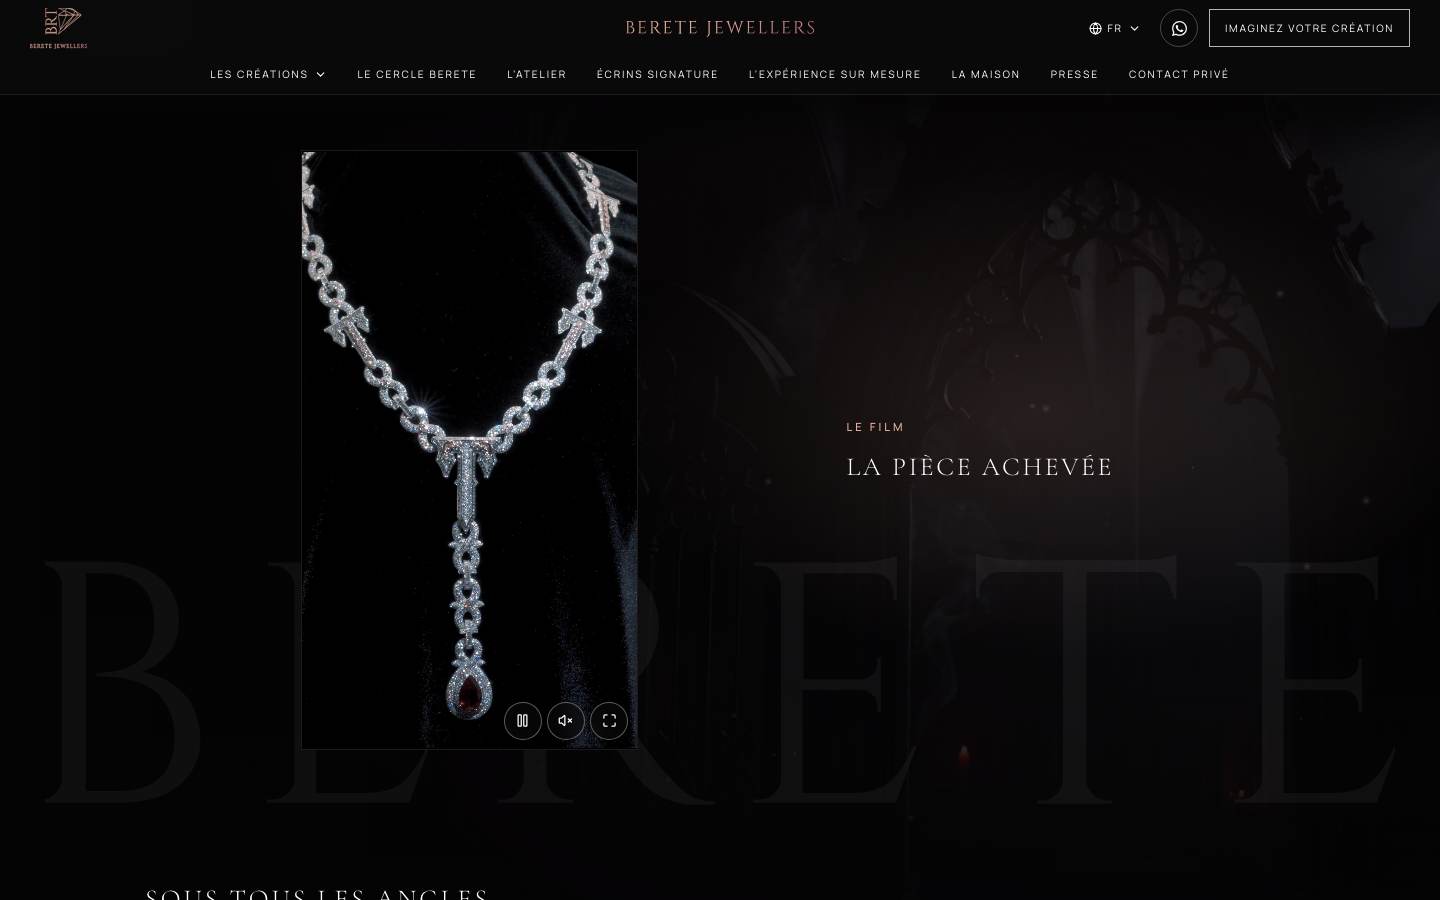 BRT
BERETE JEWELLERS
BERETE JEWELLERS
FR
IMAGINEZ VOTRE CRÉATION
LES CRÉATIONS
LE CERCLE BERETE
L'ATELIER
ÉCRINS SIGNATURE
L'EXPÉRIENCE SUR MESURE
LA MAISON
PRESSE
CONTACT PRIVÉ
LE FILM
LA PIÈCE ACHEVÉE
BERETE
SOUS TOUS LES ANGLES